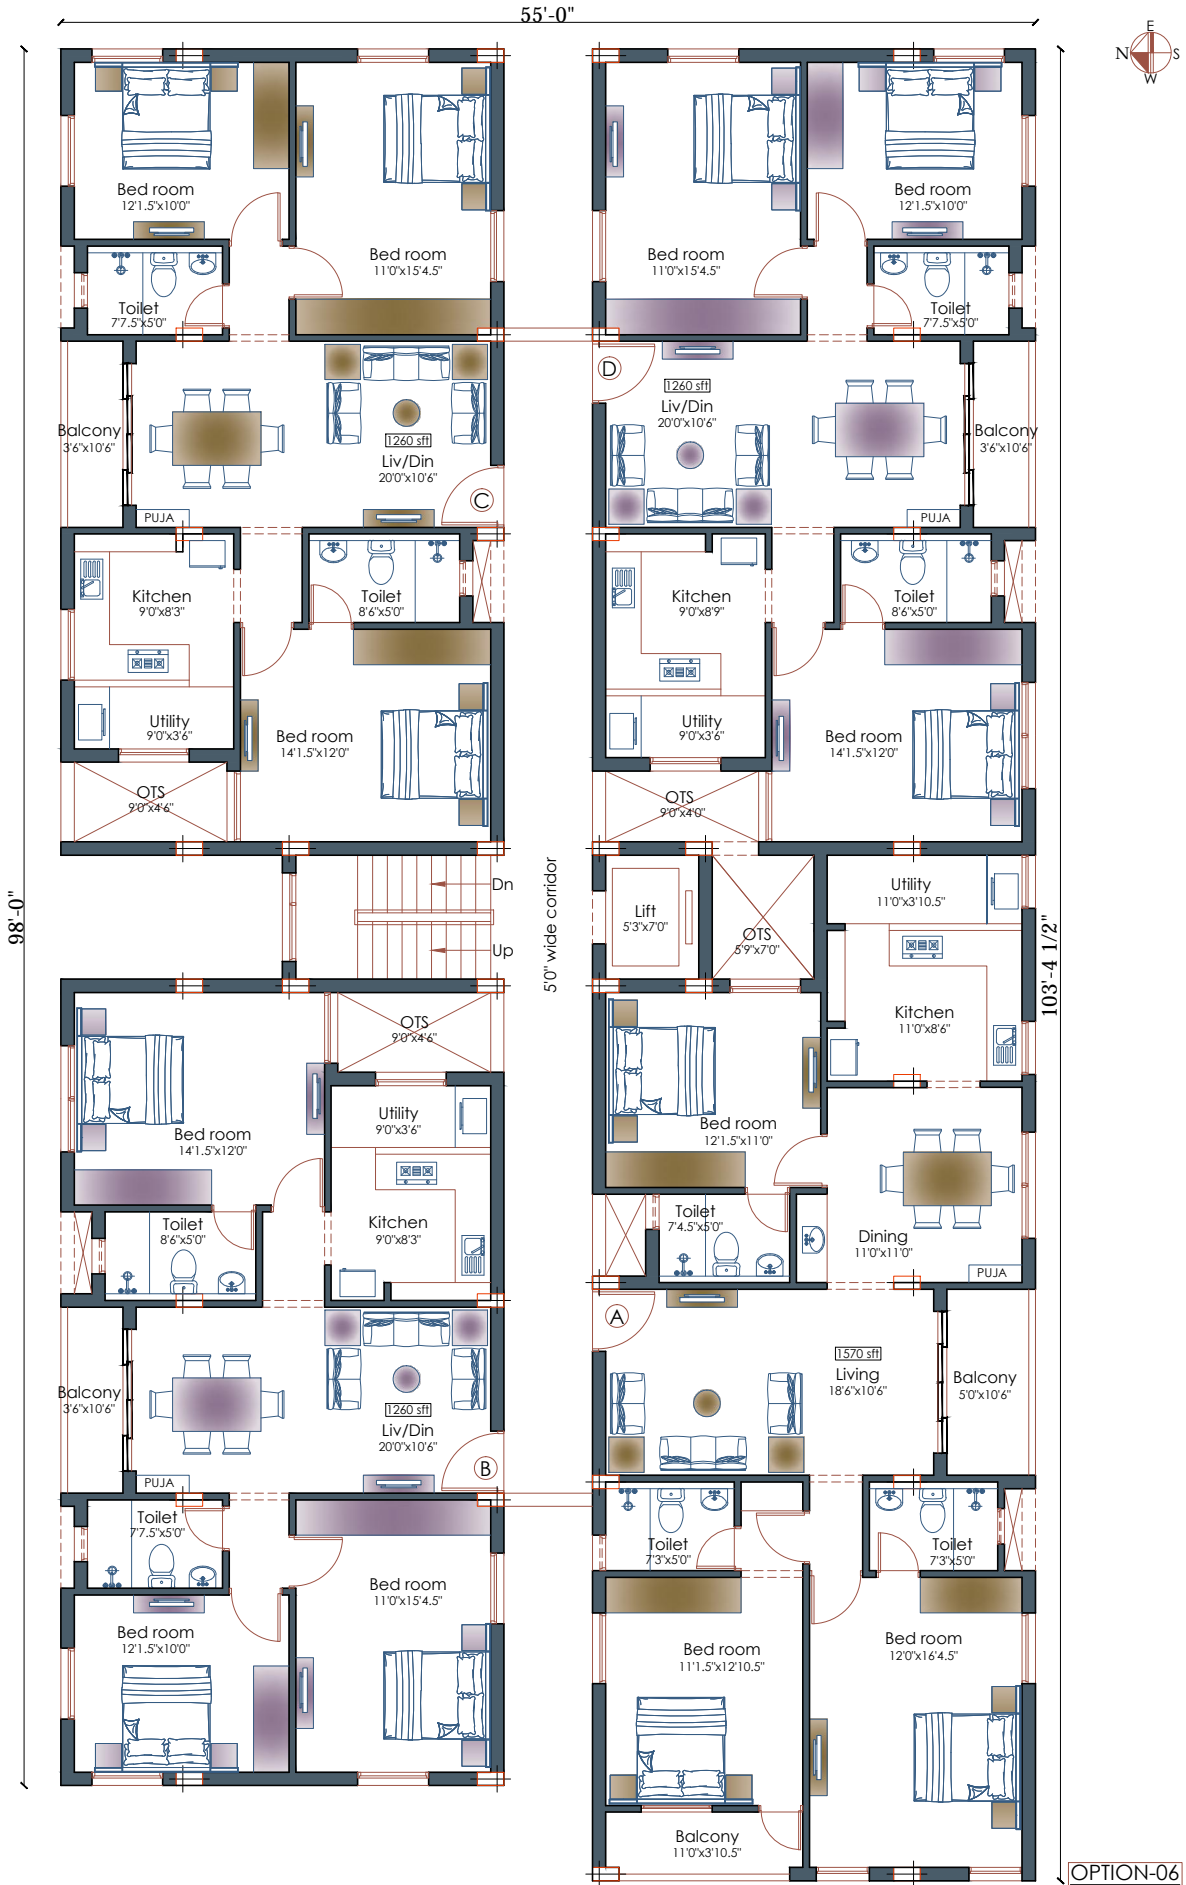 55'-0"
E
N
S
W
Bed room
12'1.5"x10'0"
Bed room
11'0"x15'4.5"
Toilet
7'7.5"x5'0"
Balcony
3'6"x10'6"
1260 sft
Liv/Din
20'0"x10'6"
C
PUJA
Kitchen
9'0"x8'3"
Toilet
8'6"x5'0"
Utility
9'0"x3'6"
Bed room
14'1.5"x12'0"
OTS
9'0"x4'6"
Bed room
11'0"x15'4.5"
Bed room
12'1.5"x10'0"
Toilet
7'7.5"x5'0"
D
1260 sft
Liv/Din
20'0"x10'6"
Balcony
3'6"x10'6"
PUJA
Kitchen
9'0"x8'9"
Toilet
8'6"x5'0"
Utility
9'0"x3'6"
Bed room
14'1.5"x12'0"
OTS
9'0"x4'0"
98'-0"
Dn
Up
5'0" wide corridor
Lift
5'3"x7'0"
OTS
5'9"x7'0"
Utility
11'0"x3'10.5"
Kitchen
11'0"x8'6"
103'-4 1/2"
OTS
9'0"x4'6"
Bed room
14'1.5"x12'0"
Utility
9'0"x3'6"
Toilet
8'6"x5'0"
Kitchen
9'0"x8'3"
Balcony
3'6"x10'6"
1260 sft
Liv/Din
20'0"x10'6"
B
PUJA
Toilet
7'7.5"x5'0"
Bed room
12'1.5"x10'0"
Bed room
11'0"x15'4.5"
Bed room
12'1.5"x11'0"
Toilet
7'4.5"x5'0"
Dining
11'0"x11'0"
PUJA
A
1570 sft
Living
18'6"x10'6"
Balcony
5'0"x10'6"
Toilet
7'3"x5'0"
Toilet
7'3"x5'0"
Bed room
11'1.5"x12'10.5"
Bed room
12'0"x16'4.5"
Balcony
11'0"x3'10.5"
OPTION-06